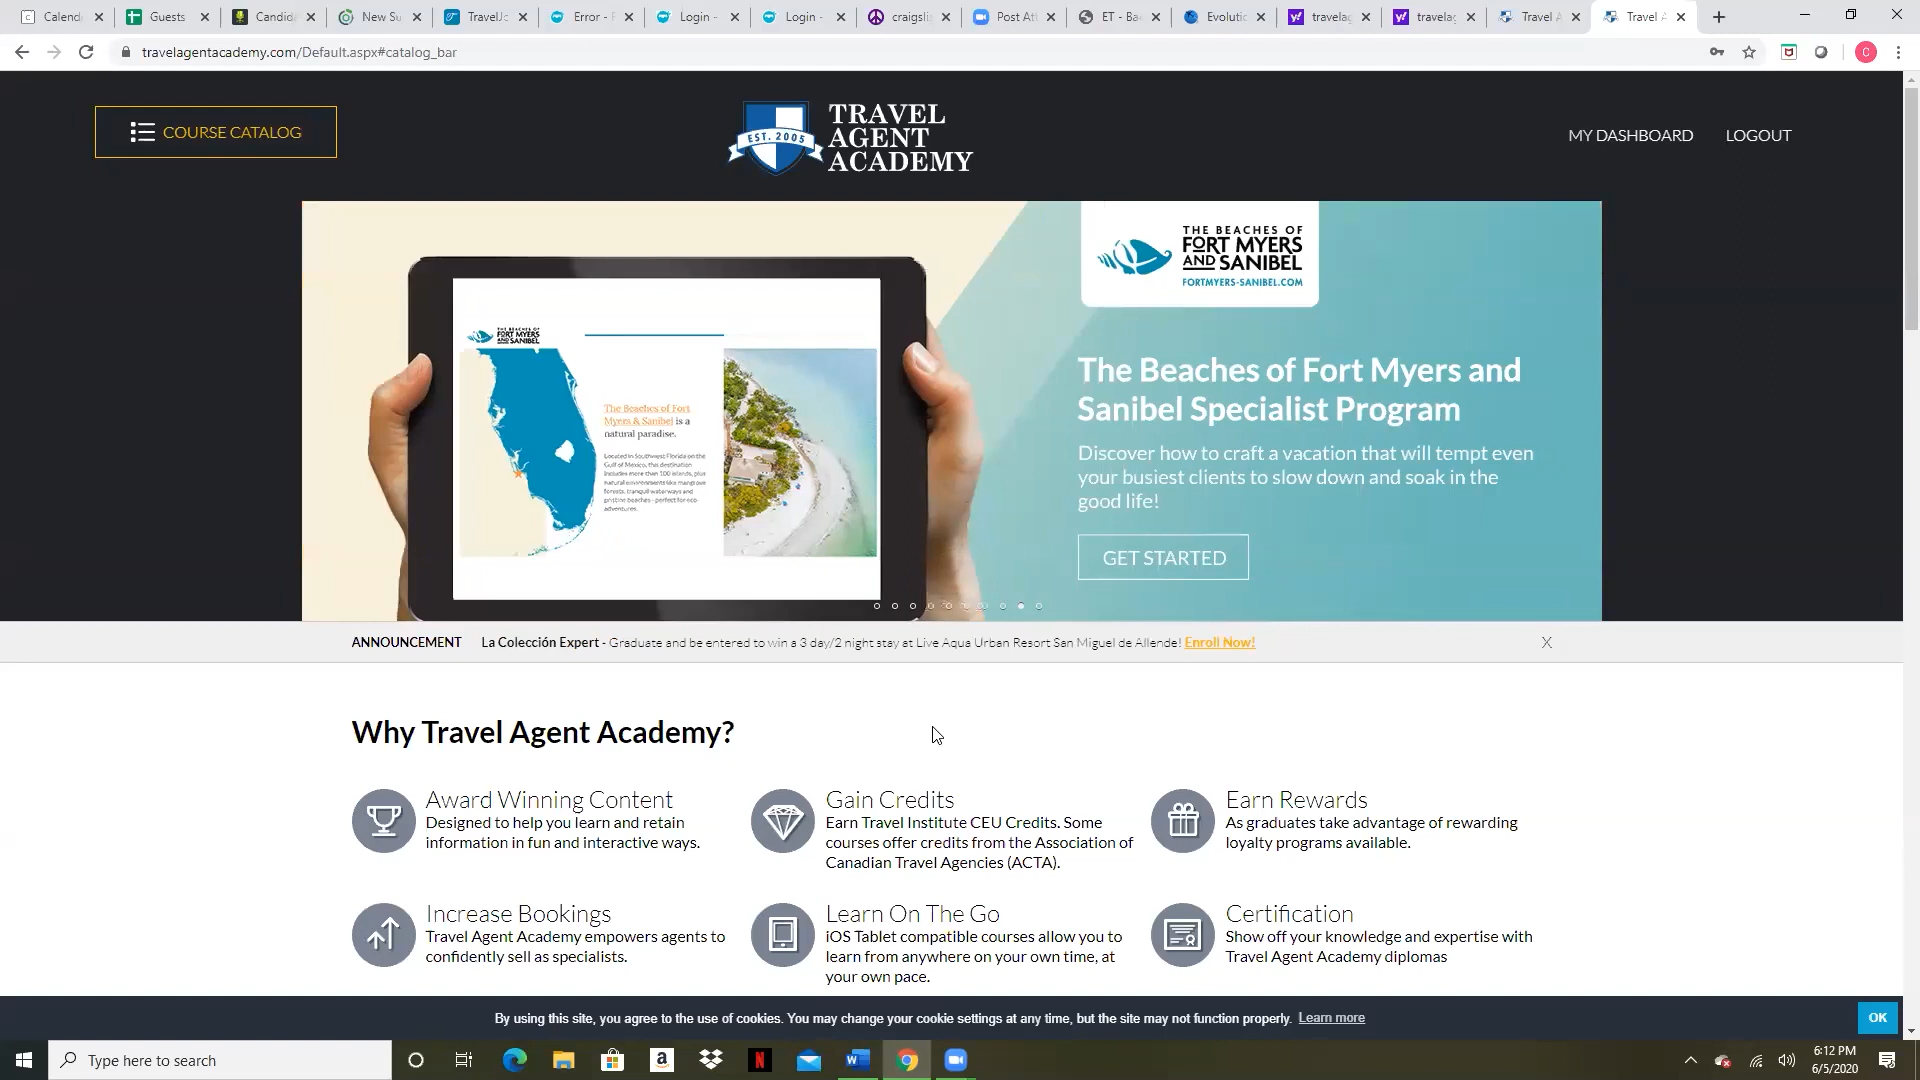 Calend
Guests
Candida
New Su
TravelJo
Error - F
Login -
Login -
craigslis
Post Att
ET - Ba
Evolutic
travelag
travelag
Travel A
Travel A
travelagentacademy.com/Default.aspx#catalog_bar
C
COURSE CATALOG
EST. 2005
TRAVEL
AGENT
ACADEMY
MY DASHBOARD
LOGOUT
THE BEACHES OF
FORT MYERS
AND SANIBEL
FORTMYERS-SANIBEL.COM
THE BEACHES OF
FORT MYERS
AND SANIBEL
The Beaches of Fort
Myers & Sanibel is a
natural paradise.
Located in Southwest Florida on the
Gulf of Mexico, this destination
includes more than 100 islands, plus
natural environments like mangrove
forests, tranquil waterways and
pristine beaches – perfect for eco
adventures.
The Beaches of Fort Myers and
Sanibel Specialist Program
Discover how to craft a vacation that will tempt even
your busiest clients to slow down and soak in the
good life!
GET STARTED
ANNOUNCEMENT La Colección Expert - Graduate and be entered to win a 3 day/2 night stay at Live Aqua Urban Resort San Miguel de Allende! Enroll Now! X
Why Travel Agent Academy?
Award Winning Content
Designed to help you learn and retain
information in fun and interactive ways.
Gain Credits
Earn Travel Institute CEU Credits. Some
courses offer credits from the Association of
Canadian Travel Agencies (ACTA).
Earn Rewards
As graduates take advantage of rewarding
loyalty programs available.
Increase Bookings
Travel Agent Academy empowers agents to
confidently sell as specialists.
Learn On The Go
iOS Tablet compatible courses allow you to
learn from anywhere on your own time, at
your own pace.
Certification
Show off your knowledge and expertise with
Travel Agent Academy diplomas
By using this site, you agree to the use of cookies. You may change your cookie settings at any time, but the site may not function properly. Learn more
OK
Type here to search
6:12 PM
6/5/2020